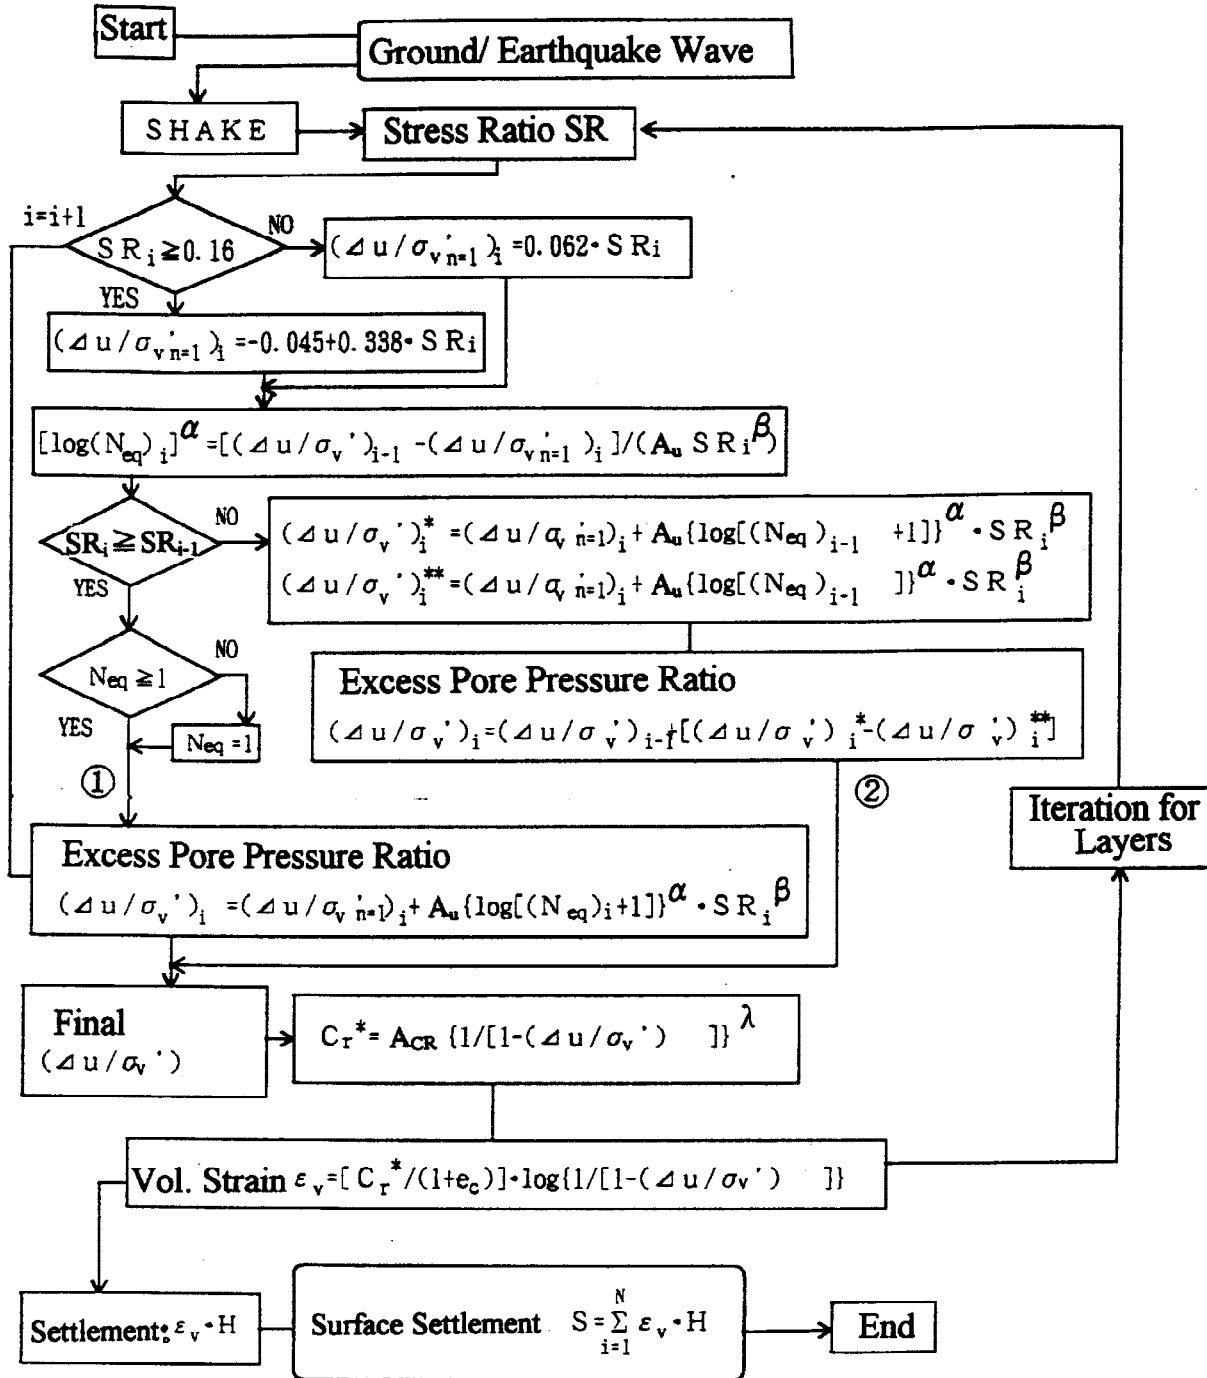 Start
Ground/ Earthquake Wave
SHAKE
Stress Ratio SR
i=i+1
SRi≧0.16
NO
(⊿u/σv'n=1)i=0.062・SRi
YES
(⊿u/σv'n=1)i=-0.045+0.338・SRi
[log(Neq)i]^α=[(⊿u/σv')i-1 -(⊿u/σv'n=1)i]/(Au SRi^β)
SRi≧SRi-1
NO
(⊿u/σv')i* =(⊿u/σv'n=1)i+ Au{log[(Neq)i-1 +1]}^α・SRi^β
(⊿u/σv')i**=(⊿u/σv'n=1)i+ Au{log[(Neq)i-1 ]}^α・SRi^β
YES
Neq≧1
NO
Excess Pore Pressure Ratio
(⊿u/σv')i=(⊿u/σv')i-1+[(⊿u/σv')i*-(⊿u/σv')i**]
YES
Neq=1
①
②
Iteration for
Layers
Excess Pore Pressure Ratio
(⊿u/σv')i =(⊿u/σv'n=1)i+ Au{log[(Neq)i+1]}^α・SRi^β
Final
(⊿u/σv')
Cr*= ACR {1/[1-(⊿u/σv') ]}^λ
Vol. Strain εv=[Cr*/(1+ec)]・log{1/[1-(⊿u/σv') ]}
Settlement: εv・H
Surface Settlement S=Σ(i=1→N) εv・H
End